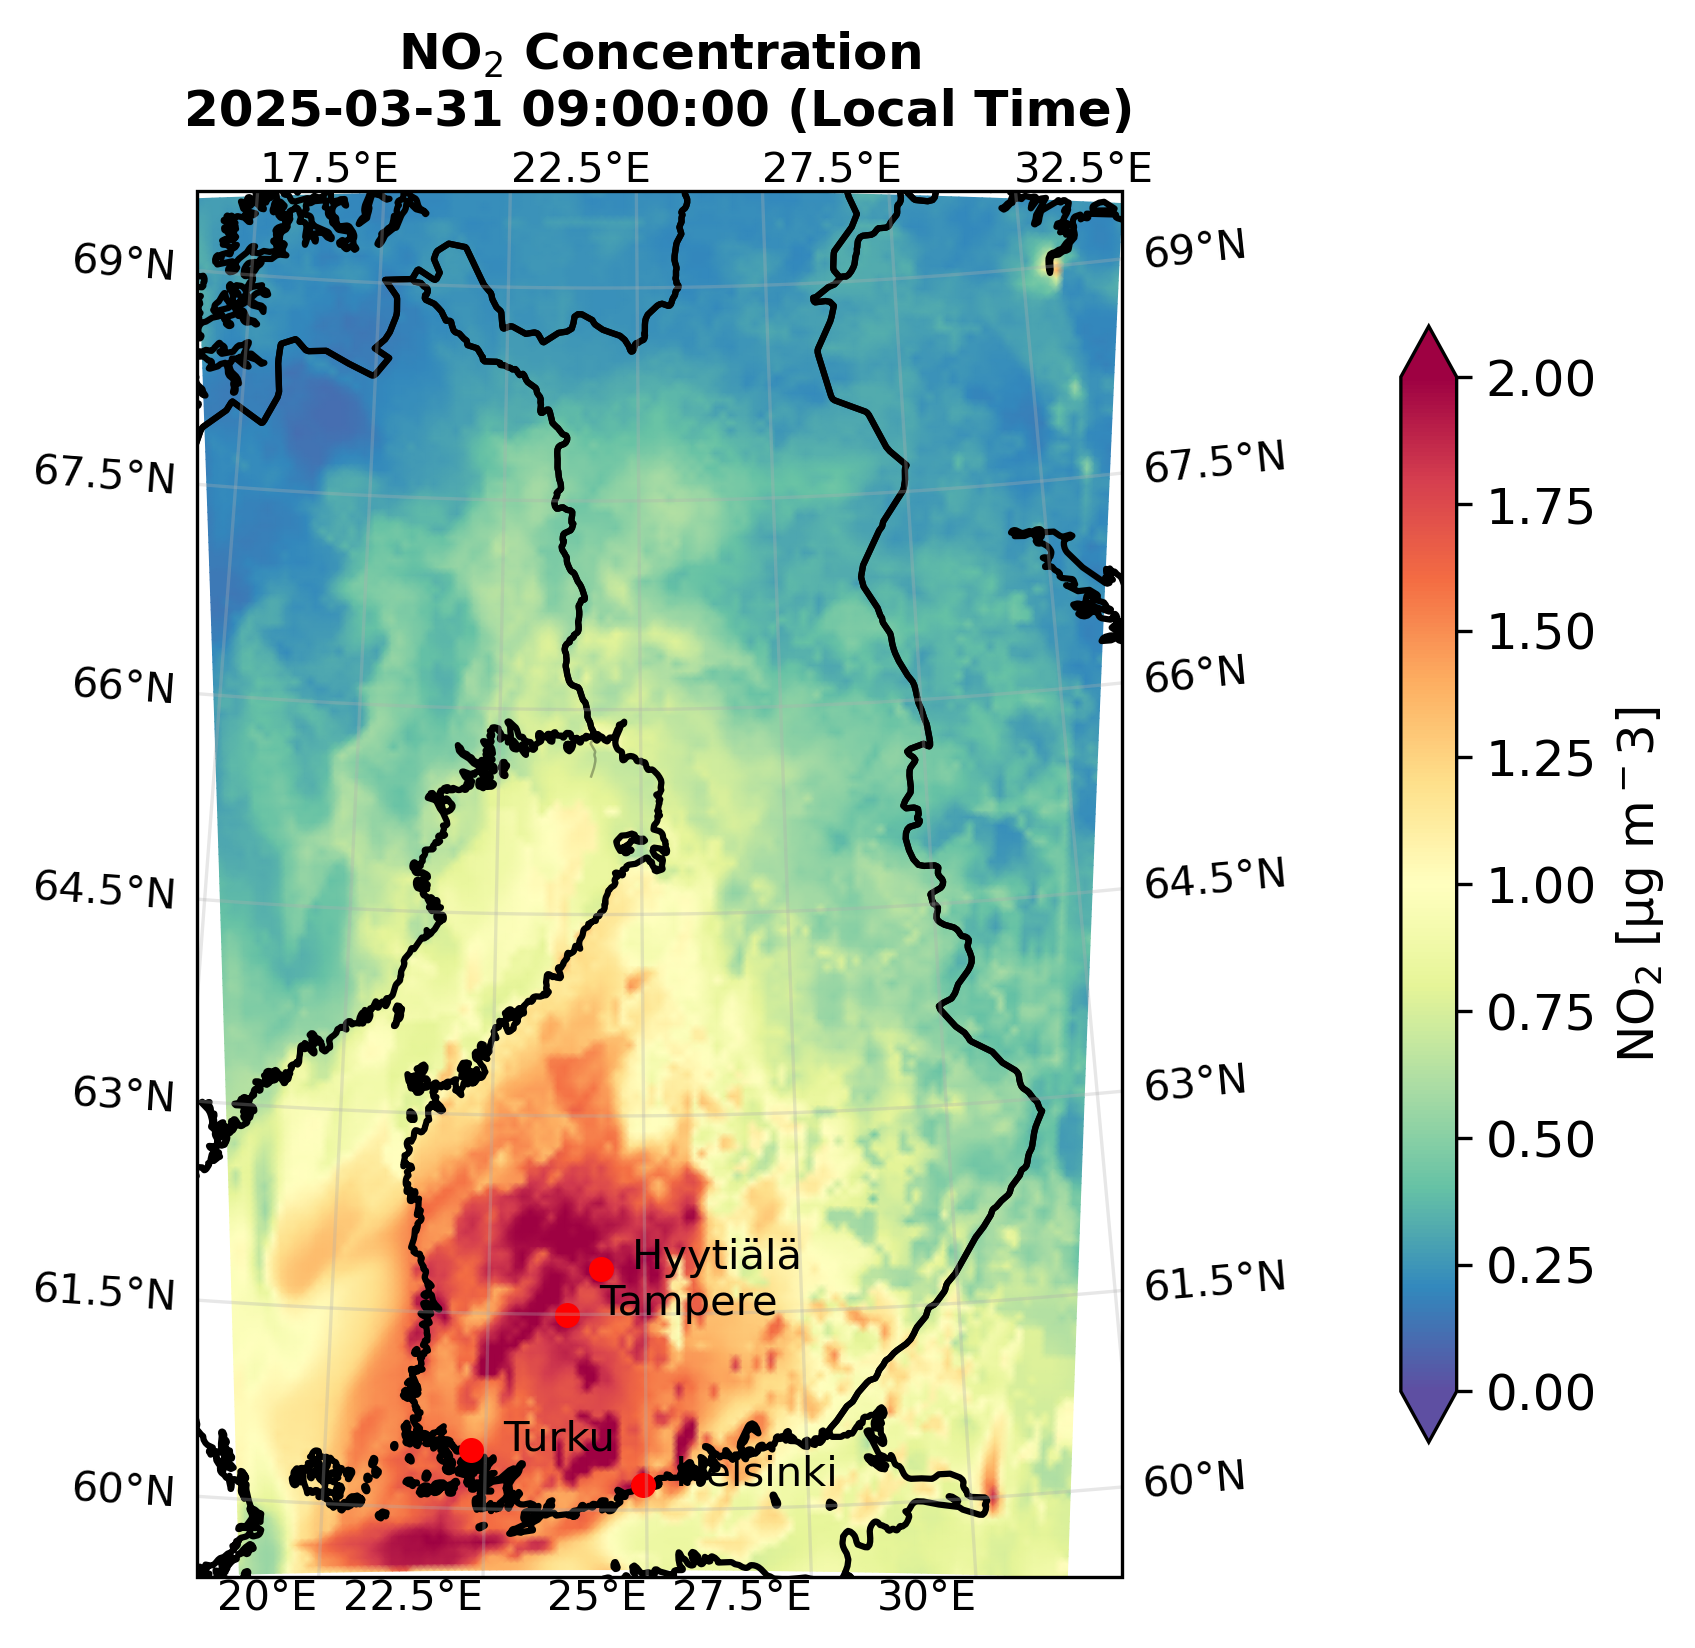 NO₂ Concentration
2025-03-31 09:00:00 (Local Time)
17.5°E 22.5°E 27.5°E 32.5°E
69°N 69°N
67.5°N 67.5°N
66°N 66°N
64.5°N 64.5°N
63°N 63°N
61.5°N 61.5°N
60°N 60°N
Hyytiälä
Tampere
Turku
Helsinki
20°E 22.5°E 25°E 27.5°E 30°E
2.00
1.75
1.50
1.25
1.00
0.75
0.50
0.25
0.00
NO₂ [µg m⁻3]